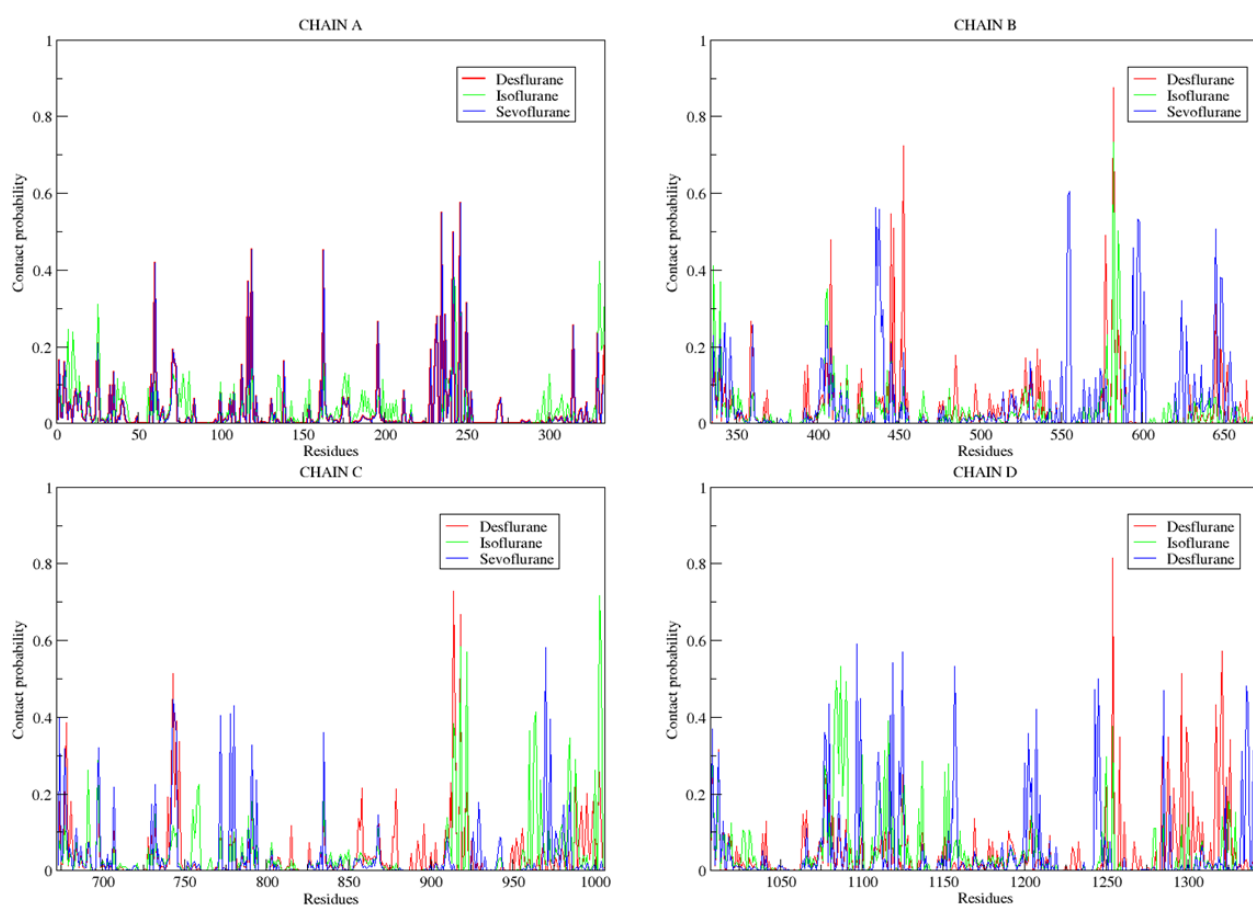 CHAIN A
1
0.8
0.6
0.4
0.2
0
Contact probability
Desflurane
Isoflurane
Sevoflurane
0 50 100 150 200 250 300
Residues
CHAIN B
1
0.8
0.6
0.4
0.2
0
Contact probability
Desflurane
Isoflurane
Sevoflurane
350 400 450 500 550 600 650
Residues
CHAIN C
1
0.8
0.6
0.4
0.2
0
Contact probability
Desflurane
Isoflurane
Sevoflurane
700 750 800 850 900 950 1000
Residues
CHAIN D
1
0.8
0.6
0.4
0.2
0
Contact probability
Desflurane
Isoflurane
Desflurane
1050 1100 1150 1200 1250 1300
Residues